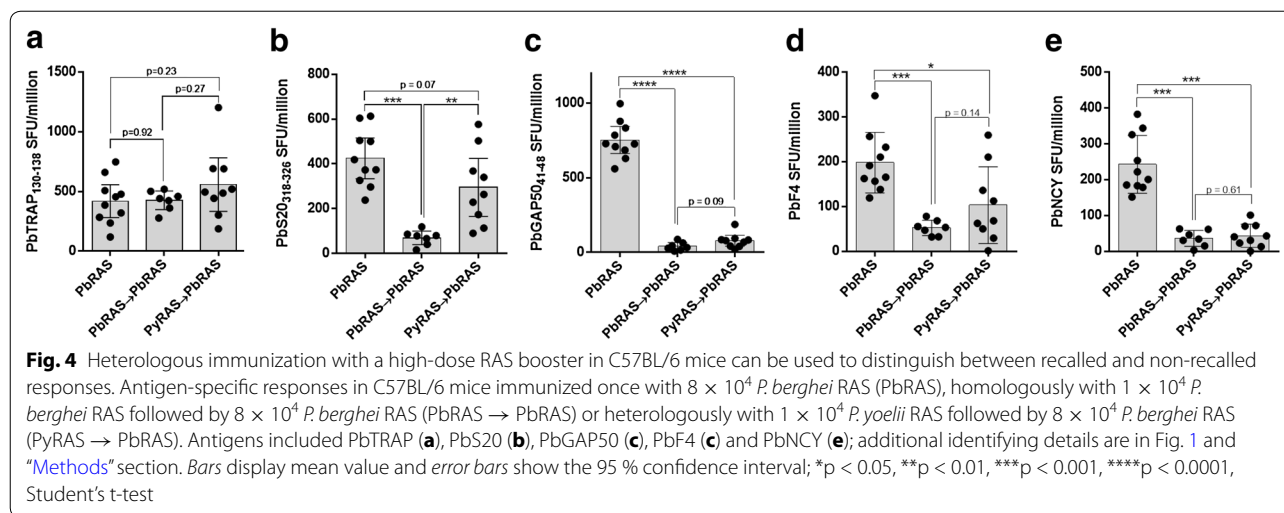 a
b
c
d
e
p=0.23
p=0.27
p=0.92
PbTRAP130-138 SFU/million
1500
1000
500
0
PbRAS
PbRAS→PbRAS
PyRAS→PbRAS
p = 0 07
***
**
PbS20318-326 SFU/million
800
600
400
200
0
PbRAS
PbRAS→PbRAS
PyRAS→PbRAS
****
****
p = 0 09
PbGAP5041-48 SFU/million
1000
500
0
PbRAS
PbRAS→PbRAS
PyRAS→PbRAS
*
***
p = 0.14
PbF4 SFU/million
400
300
200
100
0
PbRAS
PbRAS→PbRAS
PyRAS→PbRAS
***
***
p = 0.61
PbNCY SFU/million
500
400
300
200
100
0
PbRAS
PbRAS→PbRAS
PyRAS→PbRAS
Fig. 4 Heterologous immunization with a high-dose RAS booster in C57BL/6 mice can be used to distinguish between recalled and non-recalled
responses. Antigen-specific responses in C57BL/6 mice immunized once with 8 × 10⁴ P. berghei RAS (PbRAS), homologously with 1 × 10⁴ P.
berghei RAS followed by 8 × 10⁴ P. berghei RAS (PbRAS → PbRAS) or heterologously with 1 × 10⁴ P. yoelii RAS followed by 8 × 10⁴ P. berghei RAS
(PyRAS → PbRAS). Antigens included PbTRAP (a), PbS20 (b), PbGAP50 (c), PbF4 (c) and PbNCY (e); additional identifying details are in Fig. 1 and
"Methods" section. Bars display mean value and error bars show the 95 % confidence interval; *p < 0.05, **p < 0.01, ***p < 0.001, ****p < 0.0001,
Student's t-test